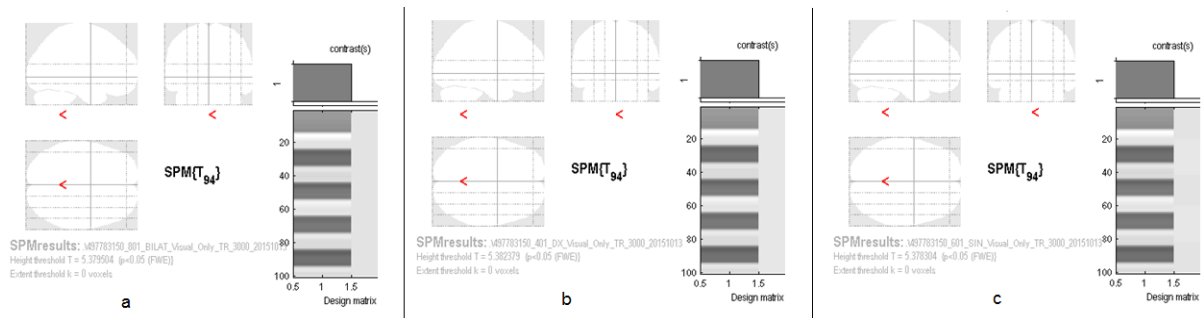 contrast(s)
1
<
<
<
SPM{T94}
20
40
60
80
100
0.5
1
1.5
Design matrix
SPMresults: .\497783150_801_BILAT_Visual_Only_TR_3000_20151013
Height threshold T = 5.379504 {p<0.05 (FWE)}
Extent threshold k = 0 voxels
a
contrast(s)
1
<
<
<
SPM{T94}
20
40
60
80
100
0.5
1
1.5
Design matrix
SPMresults: .\497783150_401_DX_Visual_Only_TR_3000_20151013
Height threshold T = 5.382379 {p<0.05 (FWE)}
Extent threshold k = 0 voxels
b
contrast(s)
1
<
<
<
SPM{T94}
20
40
60
80
100
0.5
1
1.5
Design matrix
SPMresults: .\497783150_601_SIN_Visual_Only_TR_3000_20151013
Height threshold T = 5.378304 {p<0.05 (FWE)}
Extent threshold k = 0 voxels
c